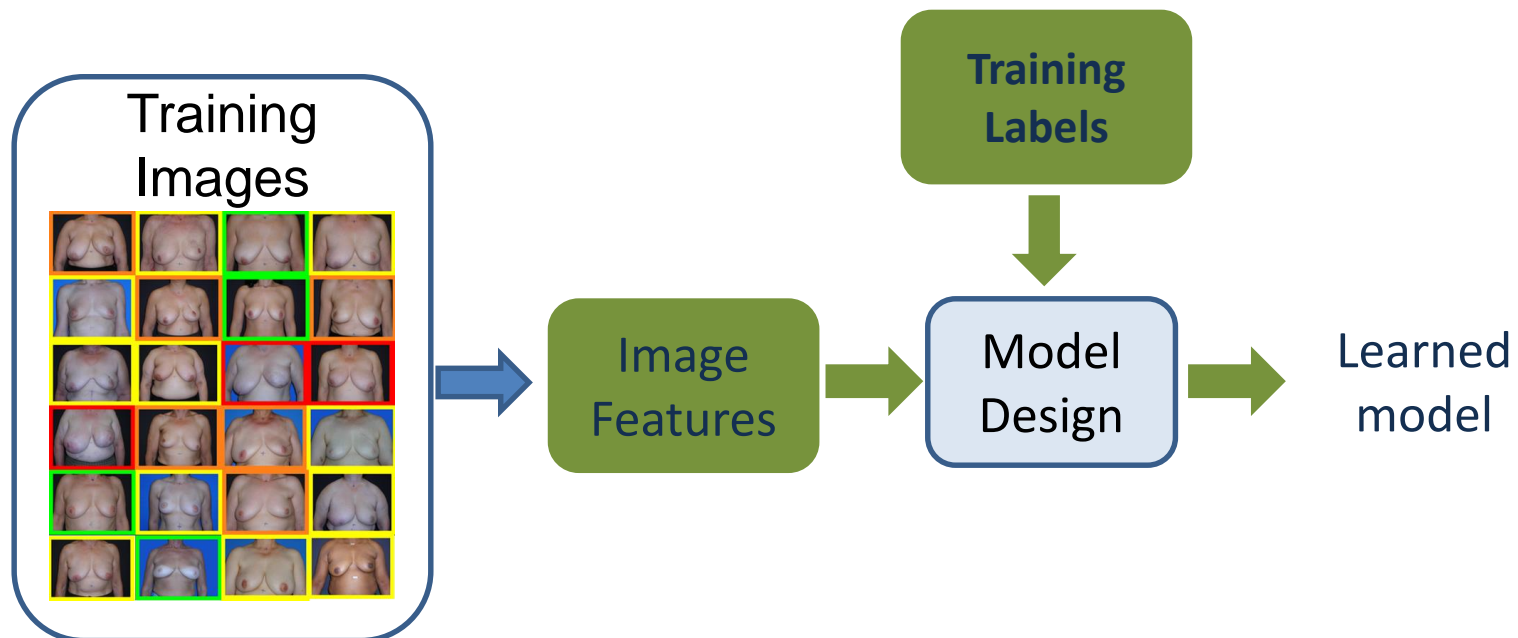 Training
Images
Training
Labels
Image
Features
Model
Design
Learned
model